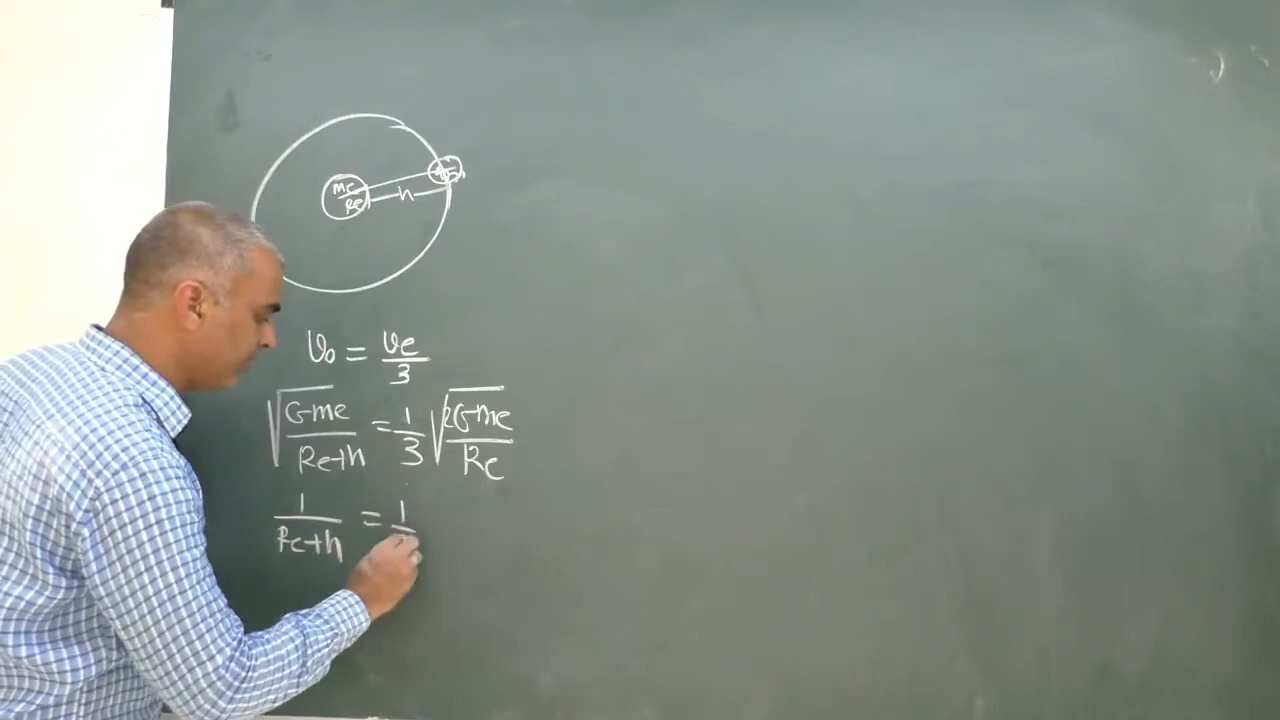 me
Re
h
v₀ = ve/3
√(Gme/(Re+h)) = 1/3 √(2Gme/Re)
1/(Re+h) = 1/